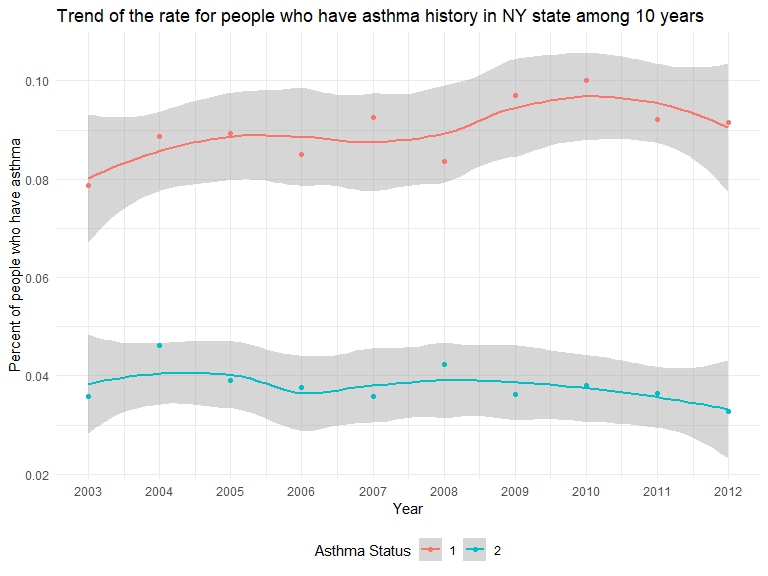 Trend of the rate for people who have asthma history in NY state among 10 years
Percent of people who have asthma
0.10
0.08
0.06
0.04
0.02
2003 2004 2005 2006 2007 2008 2009 2010 2011 2012
Year
Asthma Status 1 2